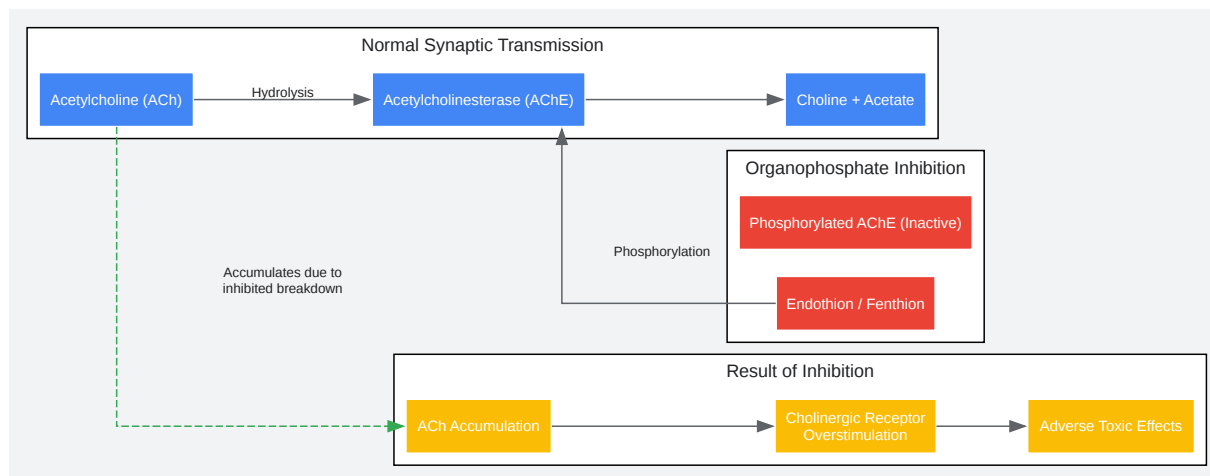 Normal Synaptic Transmission
Acetylcholine (ACh)
Hydrolysis
Acetylcholinesterase (AChE)
Choline + Acetate
Organophosphate Inhibition
Phosphorylated AChE (Inactive)
Phosphorylation
Accumulates due to
inhibited breakdown
Endothion / Fenthion
Result of Inhibition
ACh Accumulation
Cholinergic Receptor
Overstimulation
Adverse Toxic Effects